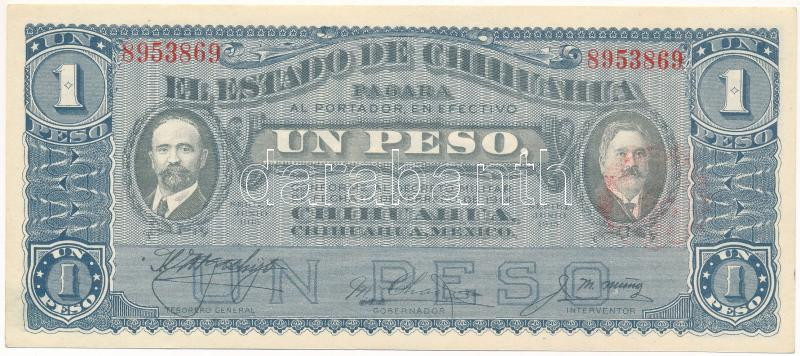 8953869 8953869
EL ESTADO DE CHIHUAHUA
UN 1 PESO
UN 1 PESO
PAGARA
AL PORTADOR, EN EFECTIVO
UN PESO,
darabanth
CHIHUAHUA,
CHIHUAHUA, MEXICO.
UN 1 PESO
UN 1 PESO
UN PESO
TESORERO GENERAL
GOBERNADOR
INTERVENTOR